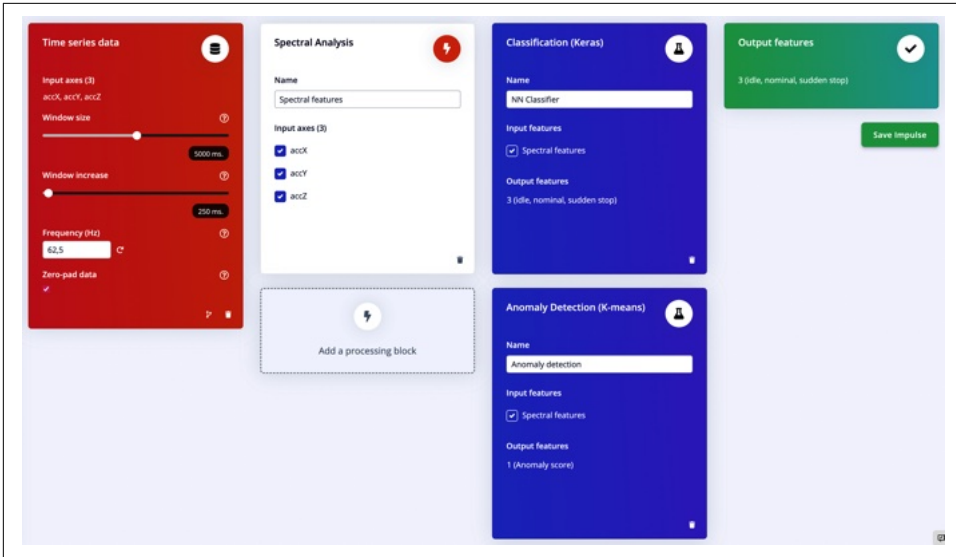 Time series data
Input axes (3)
accX, accY, accZ
Window size
5000 ms.
Window increase
250 ms.
Frequency (Hz)
62,5
Zero-pad data
Spectral Analysis
Name
Spectral features
Input axes (3)
accX
accY
accZ
Add a processing block
Classification (Keras)
Name
NN Classifier
Input features
Spectral features
Output features
3 (idle, nominal, sudden stop)
Anomaly Detection (K-means)
Name
Anomaly detection
Input features
Spectral features
Output features
1 (Anomaly score)
Output features
3 (idle, nominal, sudden stop)
Save Impulse